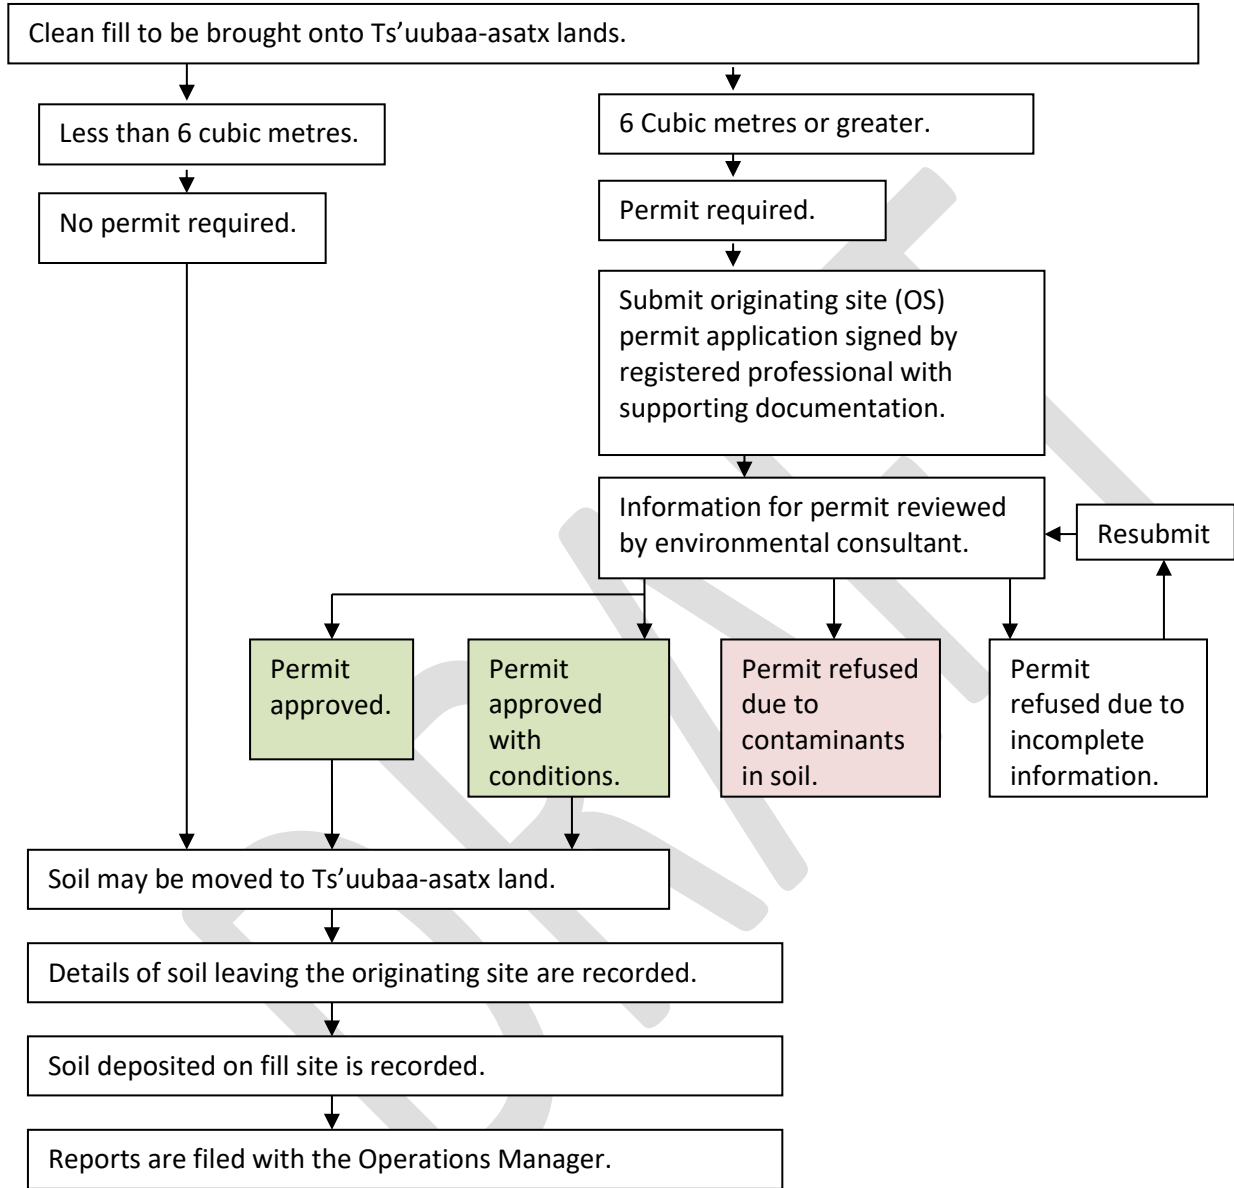 Clean fill to be brought onto Ts’uubaa-asatx lands.
Less than 6 cubic metres.
6 Cubic metres or greater.
No permit required.
Permit required.
Submit originating site (OS)
permit application signed by
registered professional with
supporting documentation.
Information for permit reviewed
by environmental consultant.
Resubmit
Permit
approved.
Permit
approved
with
conditions.
Permit refused
due to
contaminants
in soil.
Permit
refused due to
incomplete
information.
Soil may be moved to Ts’uubaa-asatx land.
Details of soil leaving the originating site are recorded.
Soil deposited on fill site is recorded.
Reports are filed with the Operations Manager.
DRAFT